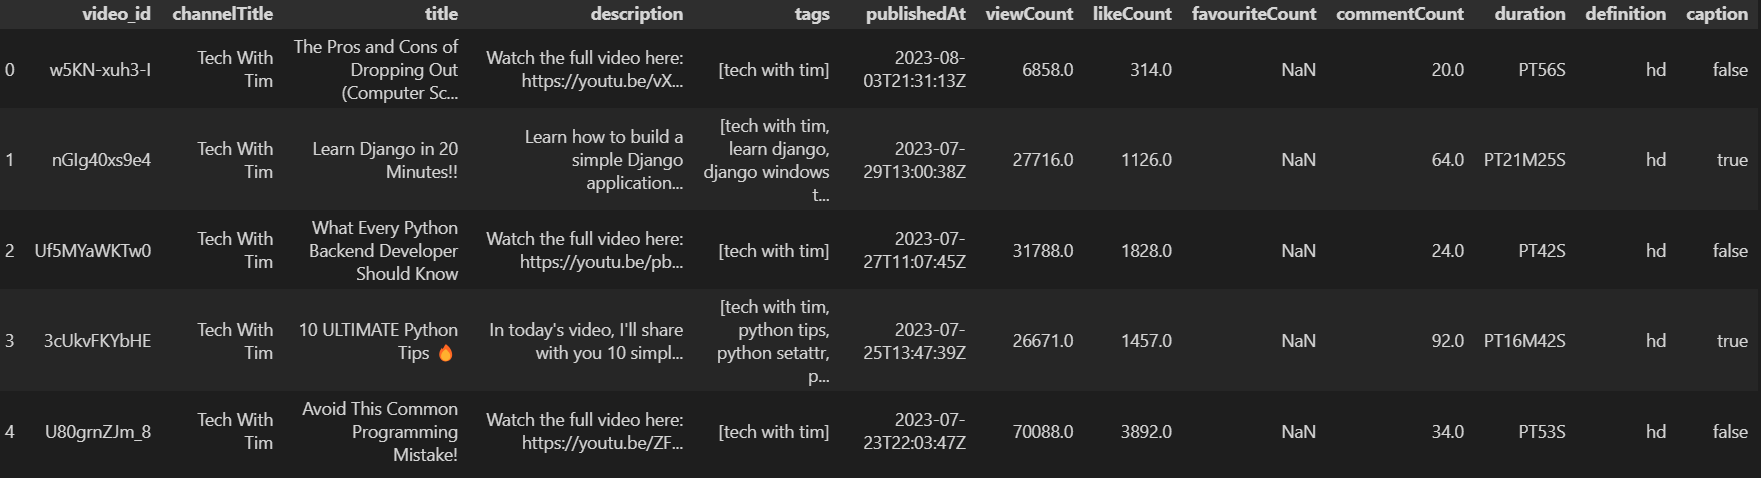 video_id channelTitle title description tags publishedAt viewCount likeCount favouriteCount commentCount duration definition caption
The Pros and Cons of
Tech With Watch the full video here: 2023-08-
0 w5KN-xuh3-I Dropping Out [tech with tim] 6858.0 314.0 NaN 20.0 PT56S hd false
Tim https://youtu.be/vX... 03T21:31:13Z
(Computer Sc...
[tech with tim,
Learn how to build a
Tech With Learn Django in 20 learn django, 2023-07-
1 nGIg40xs9e4 simple Django 27716.0 1126.0 NaN 64.0 PT21M25S hd true
Tim Minutes!! django windows 29T13:00:38Z
application...
t...
What Every Python
Tech With Watch the full video here: 2023-07-
2 Uf5MYaWKTw0 Backend Developer [tech with tim] 31788.0 1828.0 NaN 24.0 PT42S hd false
Tim https://youtu.be/pb... 27T11:07:45Z
Should Know
[tech with tim,
Tech With 10 ULTIMATE Python In today's video, I'll share python tips, 2023-07-
3 3cUkvFKYbHE 26671.0 1457.0 NaN 92.0 PT16M42S hd true
Tim Tips 🔥 with you 10 simpl... python setattr, 25T13:47:39Z
p...
Avoid This Common
Tech With Watch the full video here: 2023-07-
4 U80grnZJm_8 Programming [tech with tim] 70088.0 3892.0 NaN 34.0 PT53S hd false
Tim https://youtu.be/ZF... 23T22:03:47Z
Mistake!